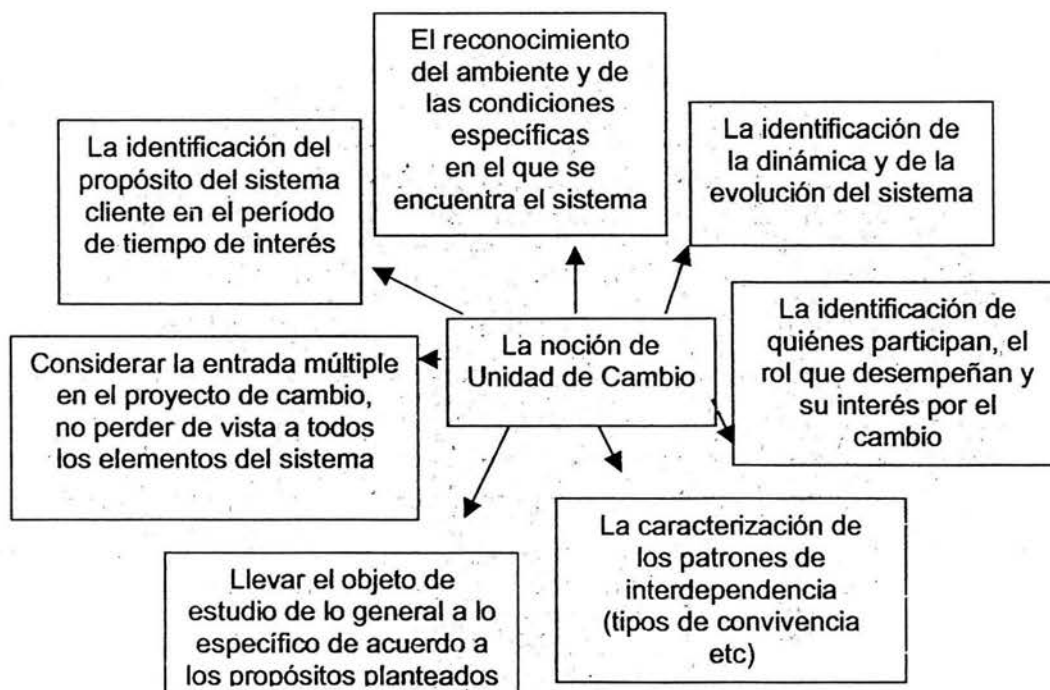 El reconocimiento
del ambiente y de
las condiciones
específicas
en el que se
encuentra el sistema
La identificación del
propósito del sistema
cliente en el período
de tiempo de interés
La identificación de
la dinámica y de la
evolución del sistema
La identificación de
quiénes participan, el
rol que desempeñan y
su interés por el
cambio
La noción de
Unidad de Cambio
Considerar la entrada múltiple
en el proyecto de cambio,
no perder de vista a todos
los elementos del sistema
La caracterización de
los patrones de
interdependencia
(tipos de convivencia
etc)
Llevar el objeto de
estudio de lo general a lo
específico de acuerdo a
los propósitos planteados